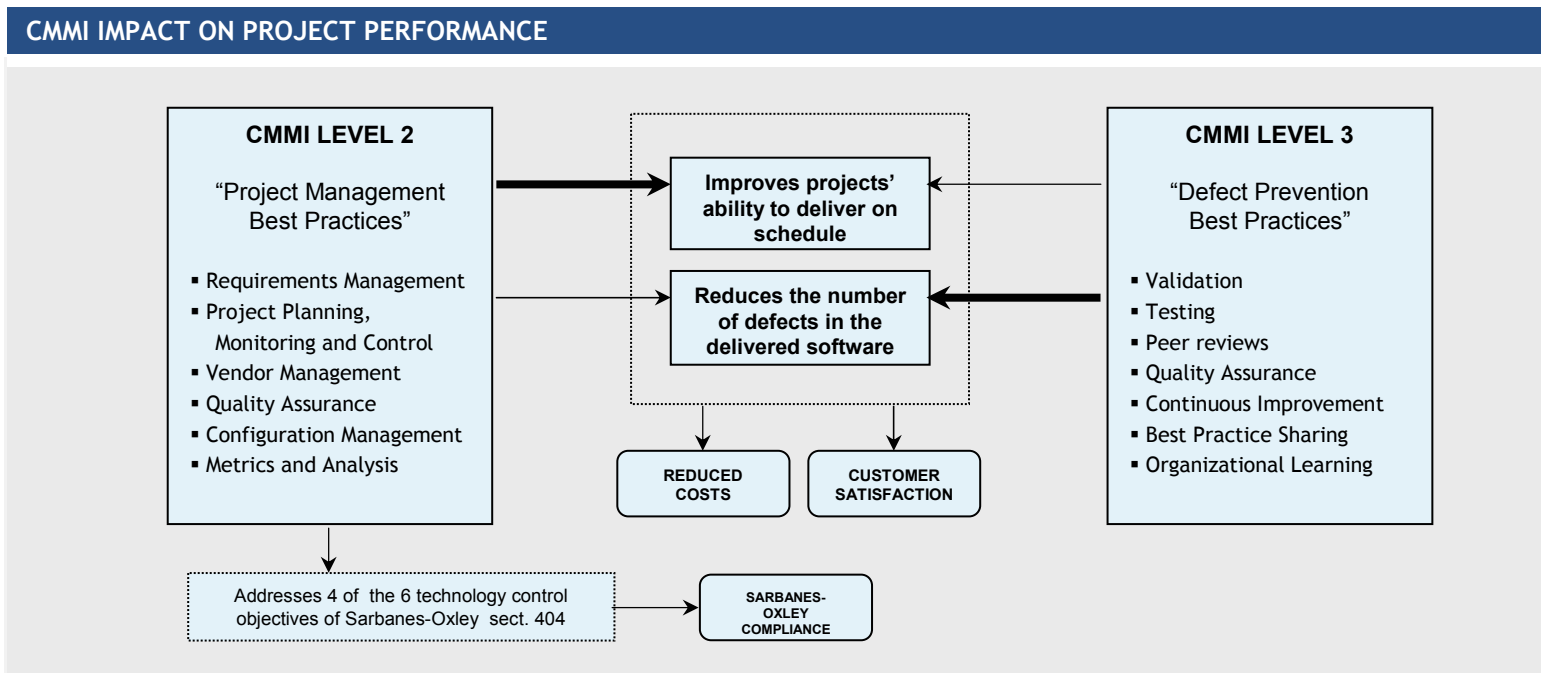 CMMI IMPACT ON PROJECT PERFORMANCE
CMMI LEVEL 2
“Project Management
Best Practices”
▪ Requirements Management
▪ Project Planning,
Monitoring and Control
▪ Vendor Management
▪ Quality Assurance
▪ Configuration Management
▪ Metrics and Analysis
Improves projects’
ability to deliver on
schedule
Reduces the number
of defects in the
delivered software
REDUCED
COSTS
CUSTOMER
SATISFACTION
CMMI LEVEL 3
“Defect Prevention
Best Practices”
▪ Validation
▪ Testing
▪ Peer reviews
▪ Quality Assurance
▪ Continuous Improvement
▪ Best Practice Sharing
▪ Organizational Learning
Addresses 4 of the 6 technology control
objectives of Sarbanes-Oxley sect. 404
SARBANES-
OXLEY
COMPLIANCE